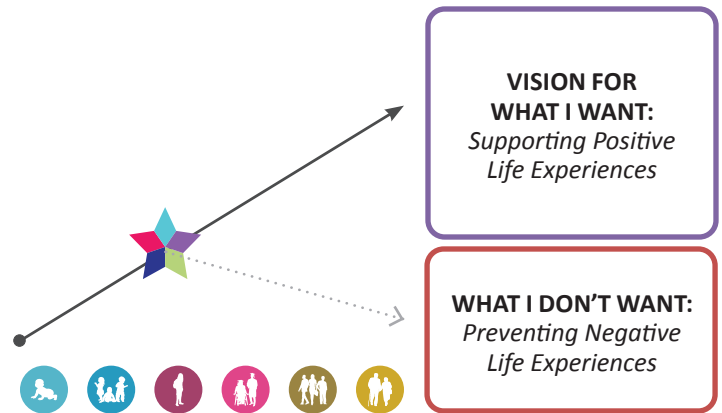 VISION FOR
WHAT I WANT:
Supporting Positive
Life Experiences
WHAT I DON’T WANT:
Preventing Negative
Life Experiences